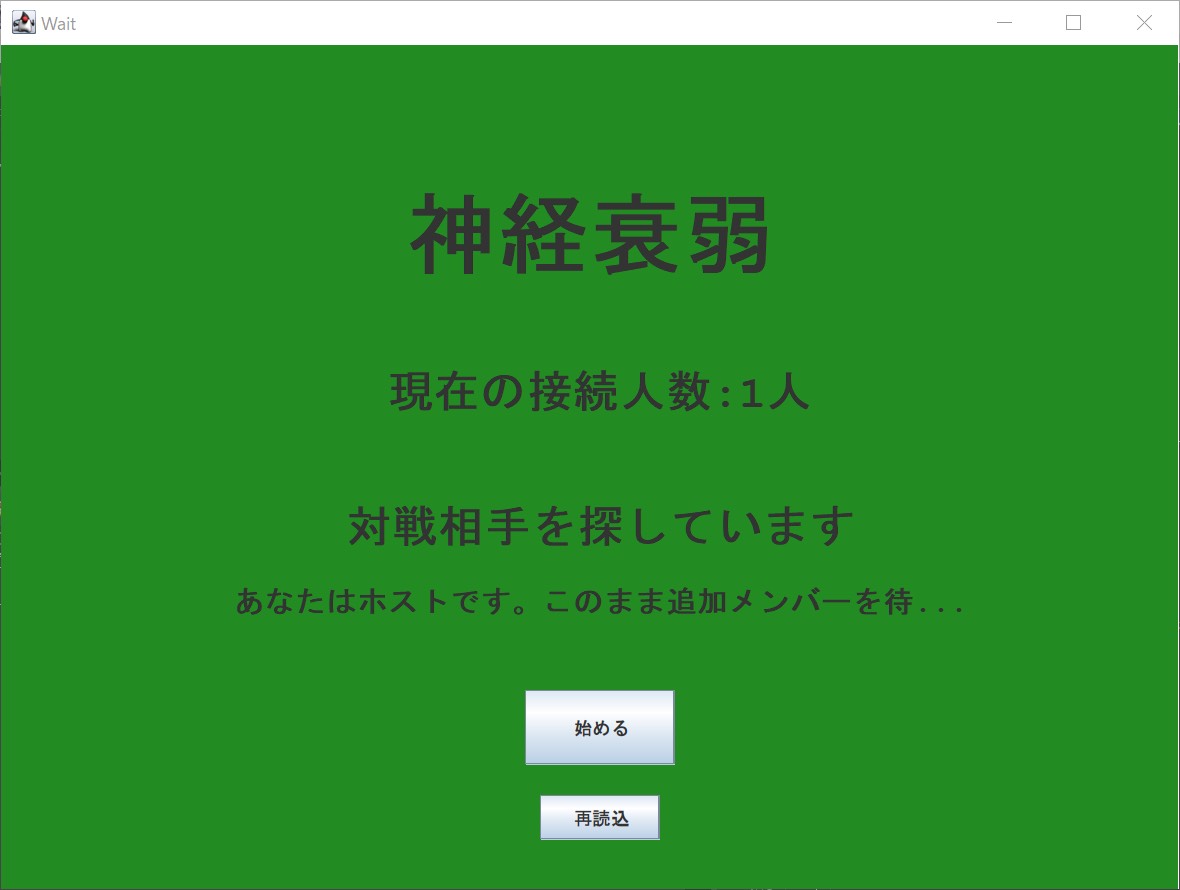 Wait
神経衰弱
現在の接続人数:1人
対戦相手を探しています
あなたはホストです。このまま追加メンバーを待...
始める
再読込